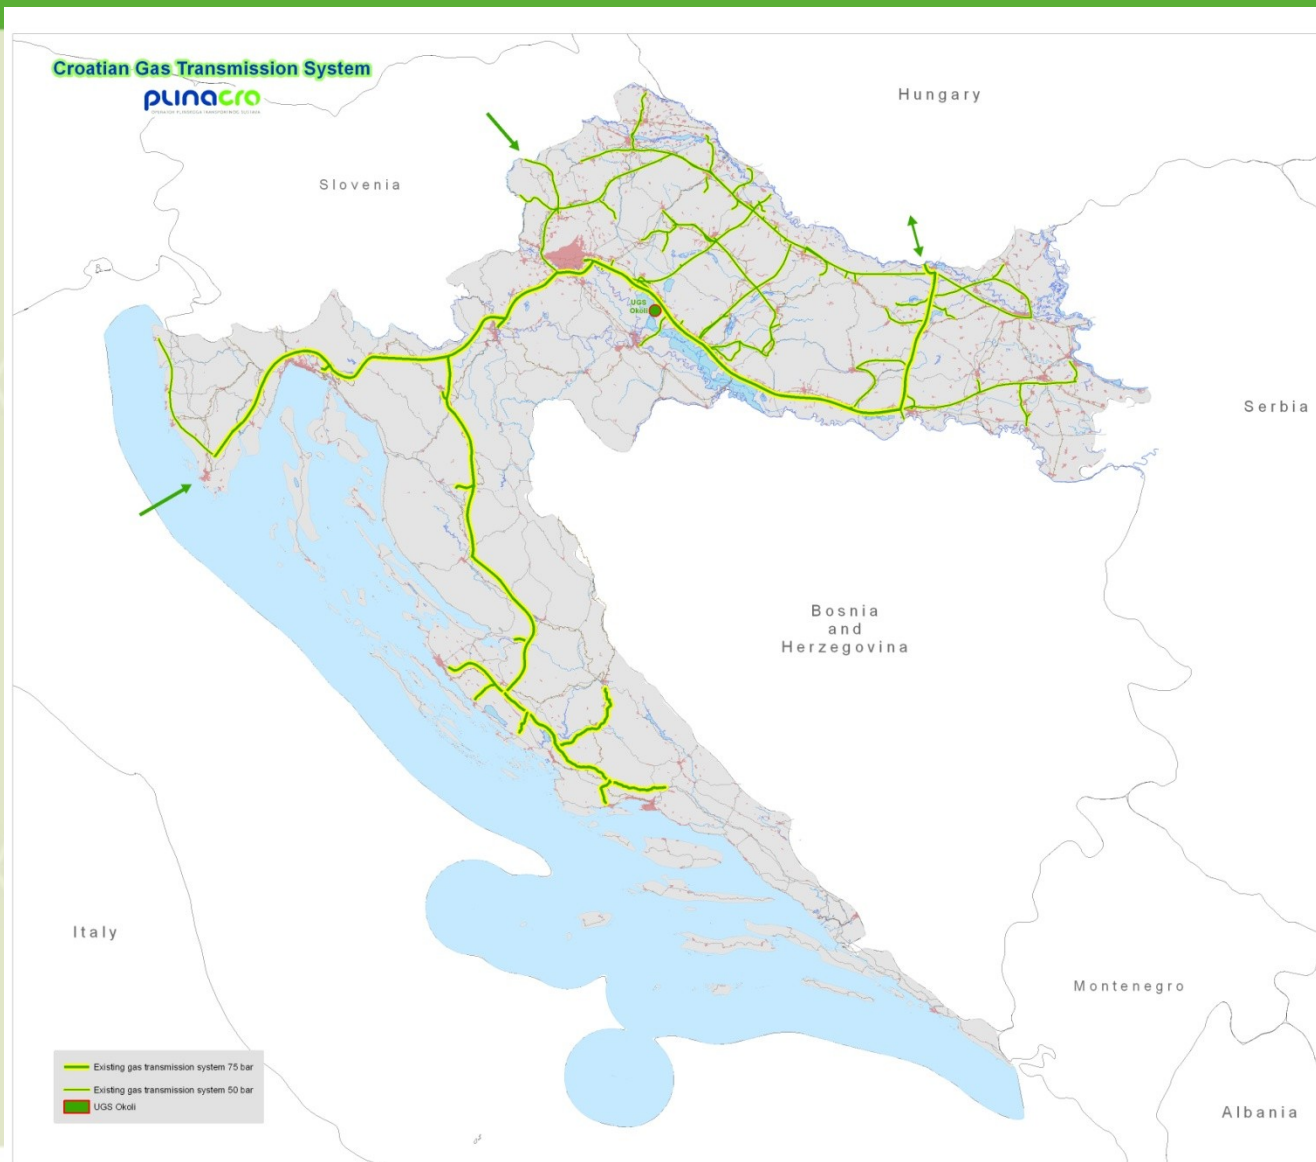 Croatian Gas Transmission System
plinacro
Hungary
Slovenia
UGS
Okoli
Serbia
Bosnia
and
Herzegovina
Italy
Montenegro
Albania
Existing gas transmission system 75 bar
Existing gas transmission system 50 bar
UGS Okoli